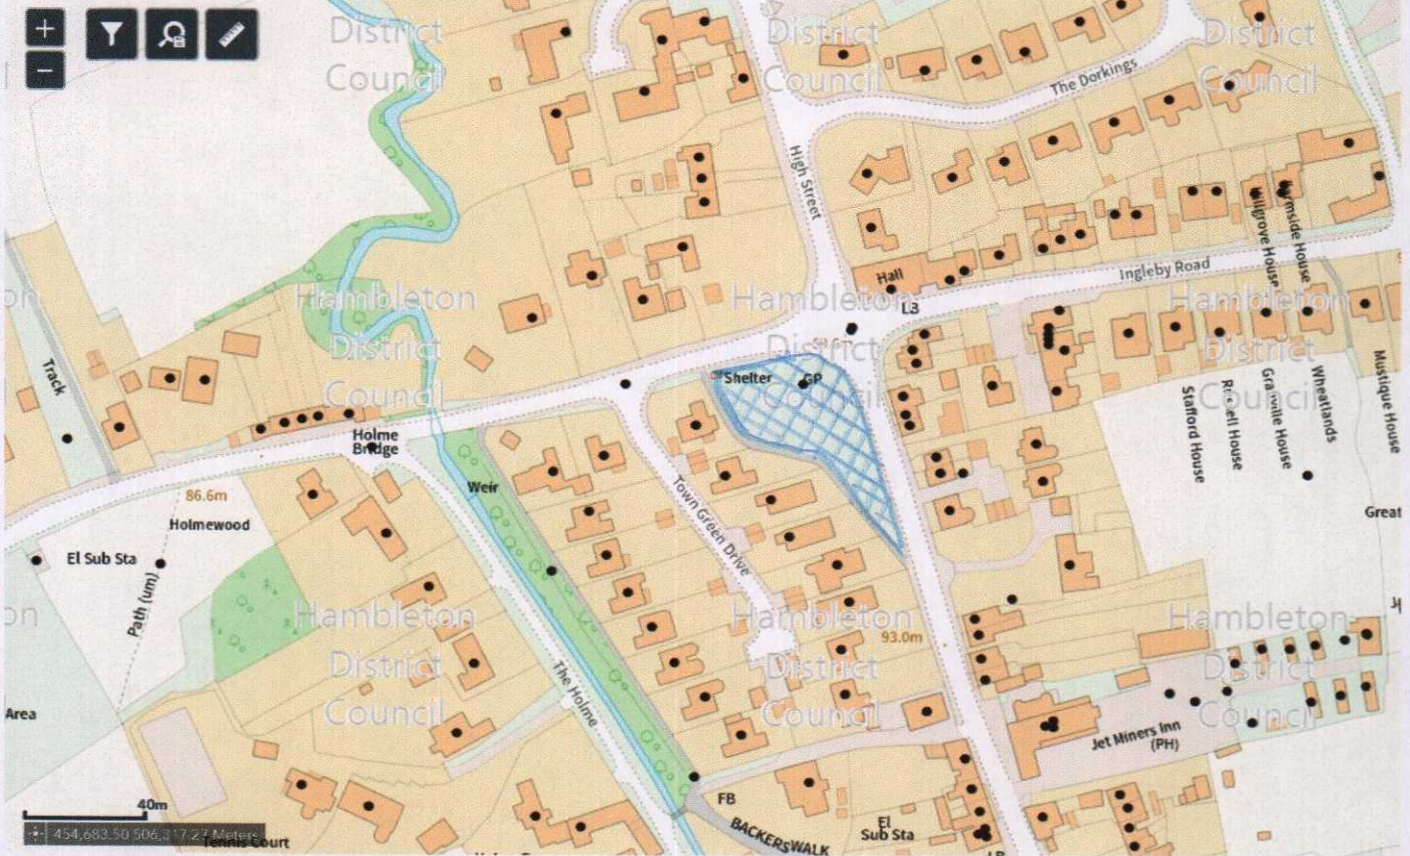 +
−
District
Council
District
Council
District
Council
The Dorkings
High Street
Hall
Ingleby Road
Hillgrove House
Hambleton
District
Council
Hambleton
District
Council
Hambleton
District
Council
LB
Shelter
GP
Track
Holme
Bridge
Stafford House
Granville House
Wheatlands
Mustique House
Weir
86.6m
Holmewood
El Sub Sta
Path (um)
Town Green Drive
Great
Hambleton
District
Council
Hambleton
District
Council
Hambleton
District
Council
93.0m
The Holme
Area
Jet Miners Inn
(PH)
40m
FB
BACKERSWALK
El
Sub Sta
454,683.50 506,317.27 Meters
Tennis Court
LB